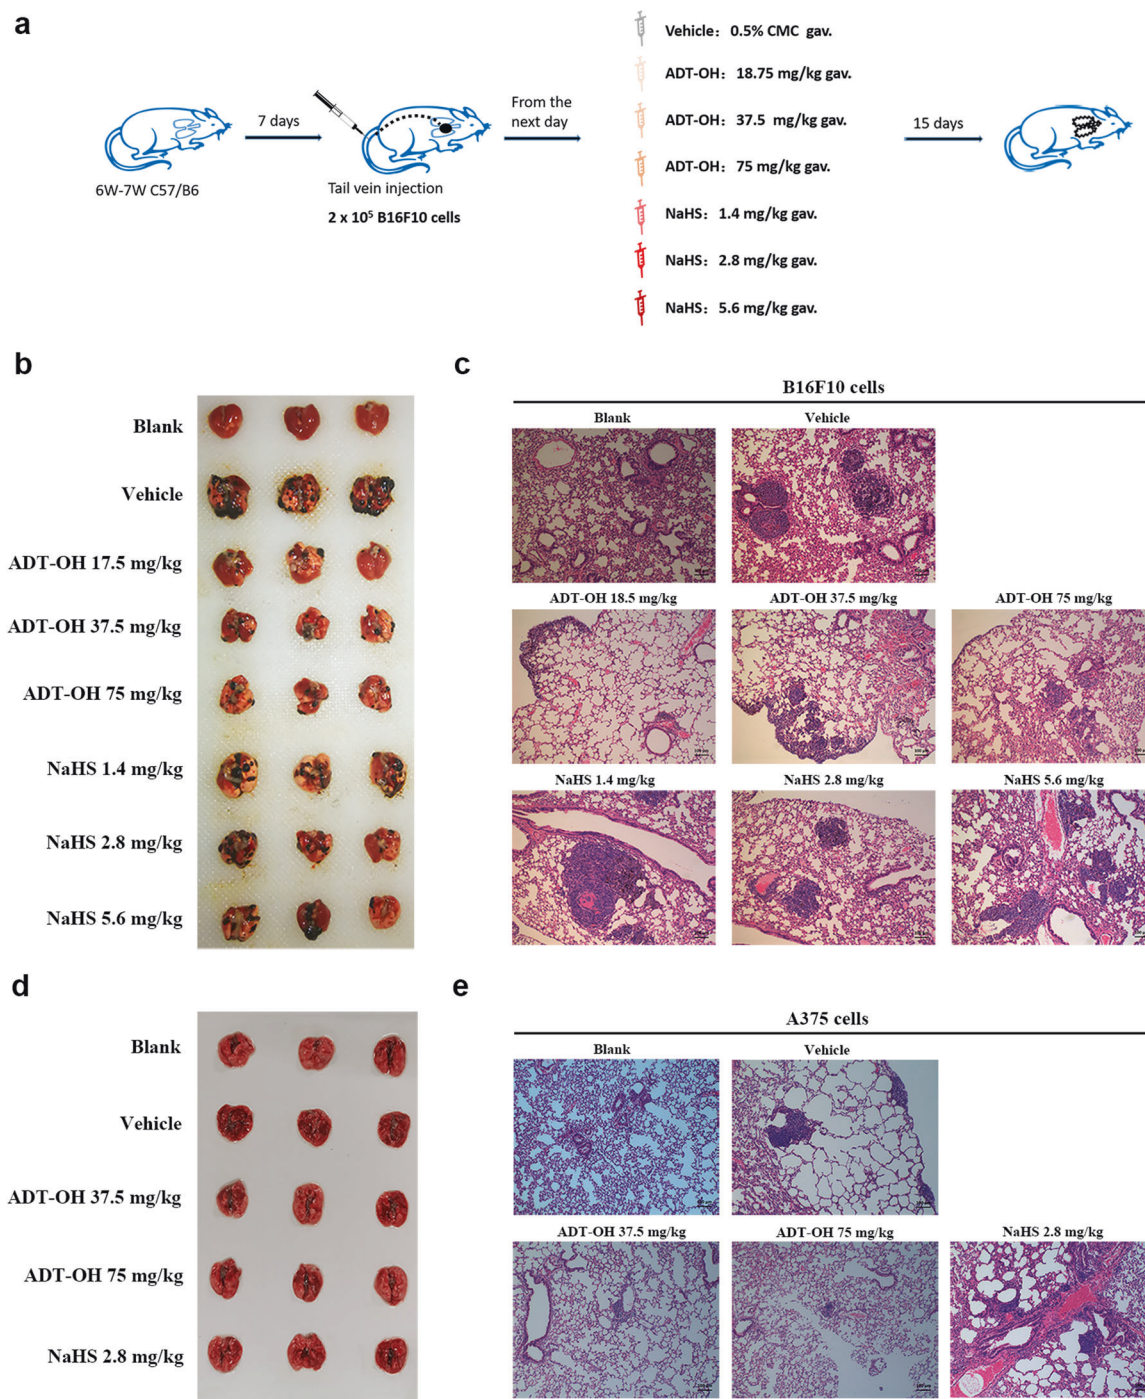 a
Vehicle: 0.5% CMC gav.
ADT-OH: 18.75 mg/kg gav.
ADT-OH: 37.5 mg/kg gav.
ADT-OH: 75 mg/kg gav.
NaHS: 1.4 mg/kg gav.
NaHS: 2.8 mg/kg gav.
NaHS: 5.6 mg/kg gav.
7 days
From the
next day
15 days
6W-7W C57/B6
Tail vein injection
2 x 10⁵ B16F10 cells
b
Blank
Vehicle
ADT-OH 17.5 mg/kg
ADT-OH 37.5 mg/kg
ADT-OH 75 mg/kg
NaHS 1.4 mg/kg
NaHS 2.8 mg/kg
NaHS 5.6 mg/kg
c
B16F10 cells
Blank
Vehicle
ADT-OH 18.5 mg/kg
ADT-OH 37.5 mg/kg
ADT-OH 75 mg/kg
NaHS 1.4 mg/kg
NaHS 2.8 mg/kg
NaHS 5.6 mg/kg
d
Blank
Vehicle
ADT-OH 37.5 mg/kg
ADT-OH 75 mg/kg
NaHS 2.8 mg/kg
e
A375 cells
Blank
Vehicle
ADT-OH 37.5 mg/kg
ADT-OH 75 mg/kg
NaHS 2.8 mg/kg